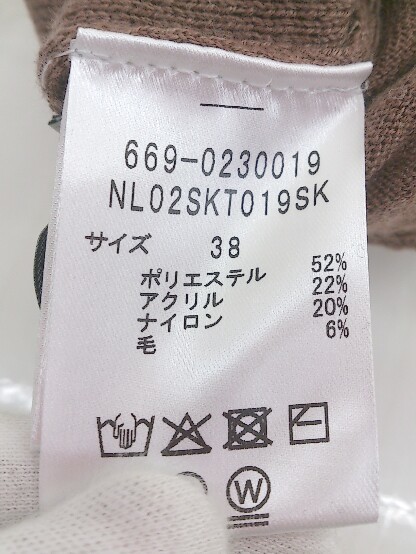 669-0230019
NL02SKT019SK
サイズ 38
ポリエステル 52%
アクリル 22%
ナイロン 20%
毛 6%
W